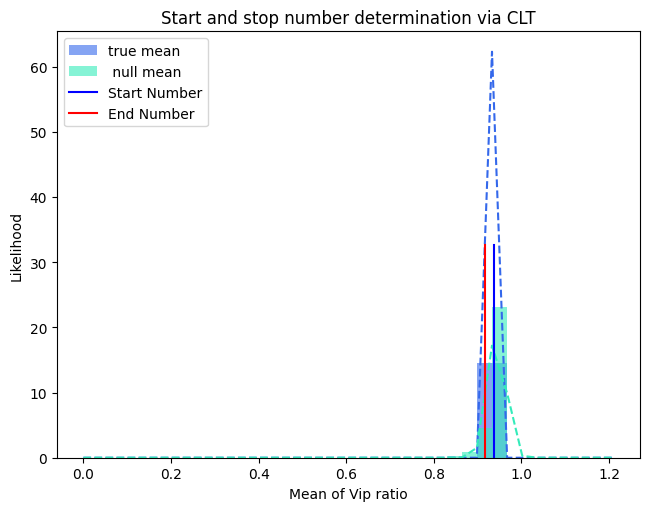 Start and stop number determination via CLT
true mean
null mean
Start Number
End Number
Likelihood
60
50
40
30
20
10
0
0.0 0.2 0.4 0.6 0.8 1.0 1.2
Mean of Vip ratio